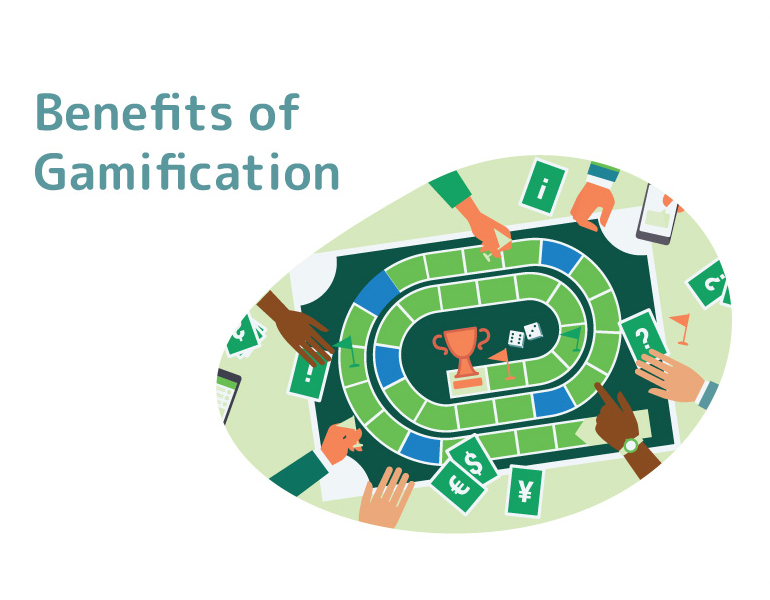 Benefits of
Gamification
i
?
?
€
!
$
€
¥